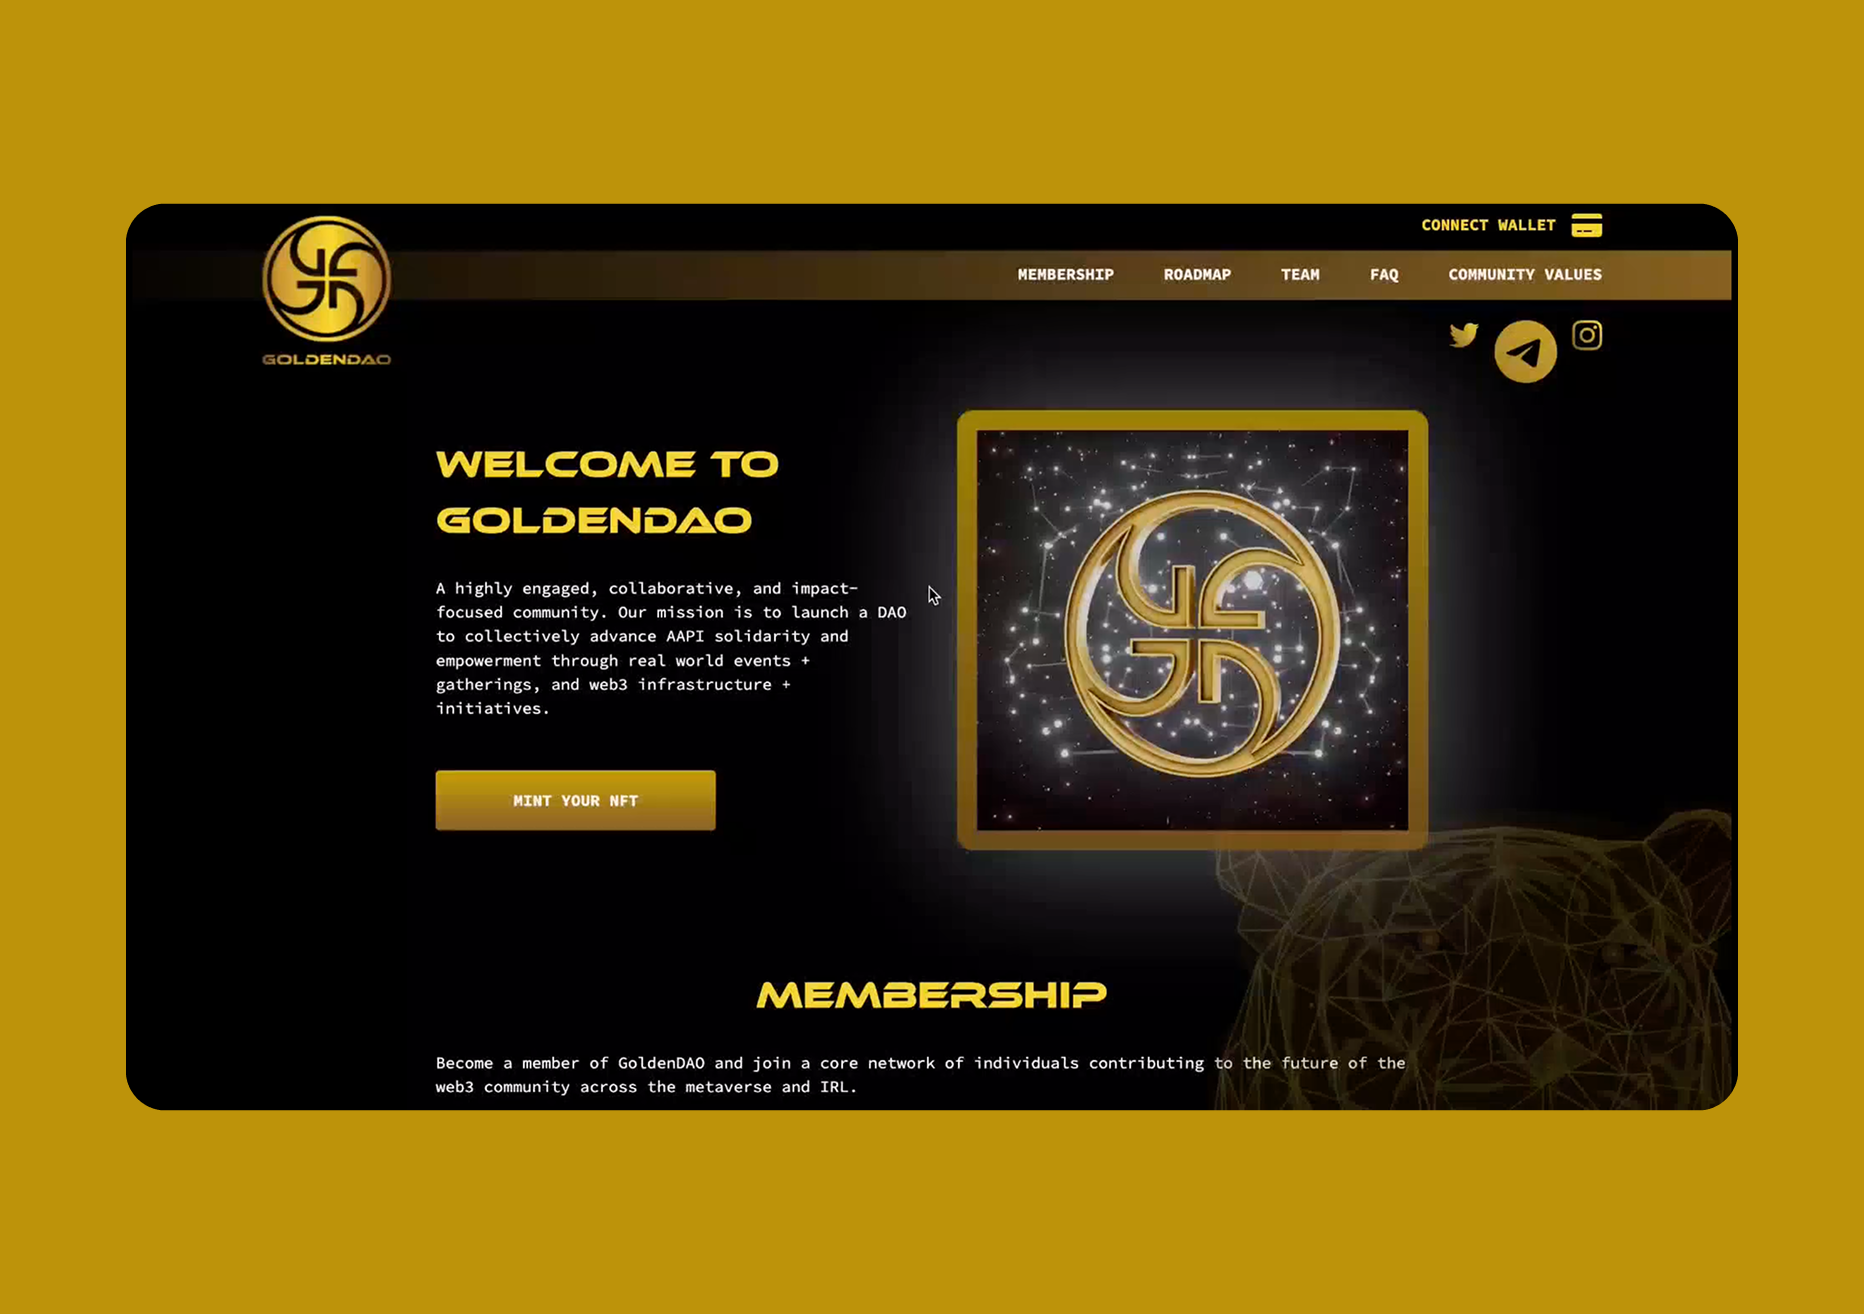 CONNECT WALLET
MEMBERSHIP ROADMAP TEAM FAQ COMMUNITY VALUES
GOLDENDAO
WELCOME TO
GOLDENDAO
A highly engaged, collaborative, and impact-
focused community. Our mission is to launch a DAO
to collectively advance AAPI solidarity and
empowerment through real world events +
gatherings, and web3 infrastructure +
initiatives.
MINT YOUR NFT
MEMBERSHIP
Become a member of GoldenDAO and join a core network of individuals contributing to the future of the
web3 community across the metaverse and IRL.